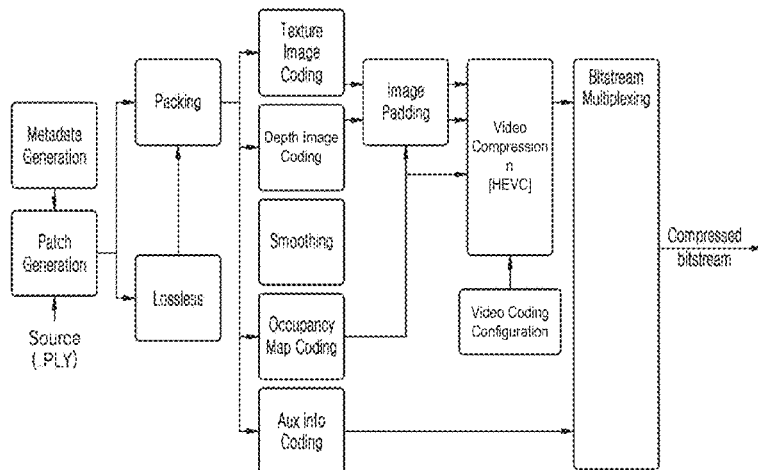 Metadata
Generation
Patch
Generation
Source
(.PLY)
Packing
Lossless
Texture
Image
Coding
Depth Image
Coding
Smoothing
Occupancy
Map Coding
Aux info
Coding
Image
Padding
Video
Compressio
n
[HEVC]
Video Coding
Configuration
Bitstream
Multiplexing
Compressed
bitstream